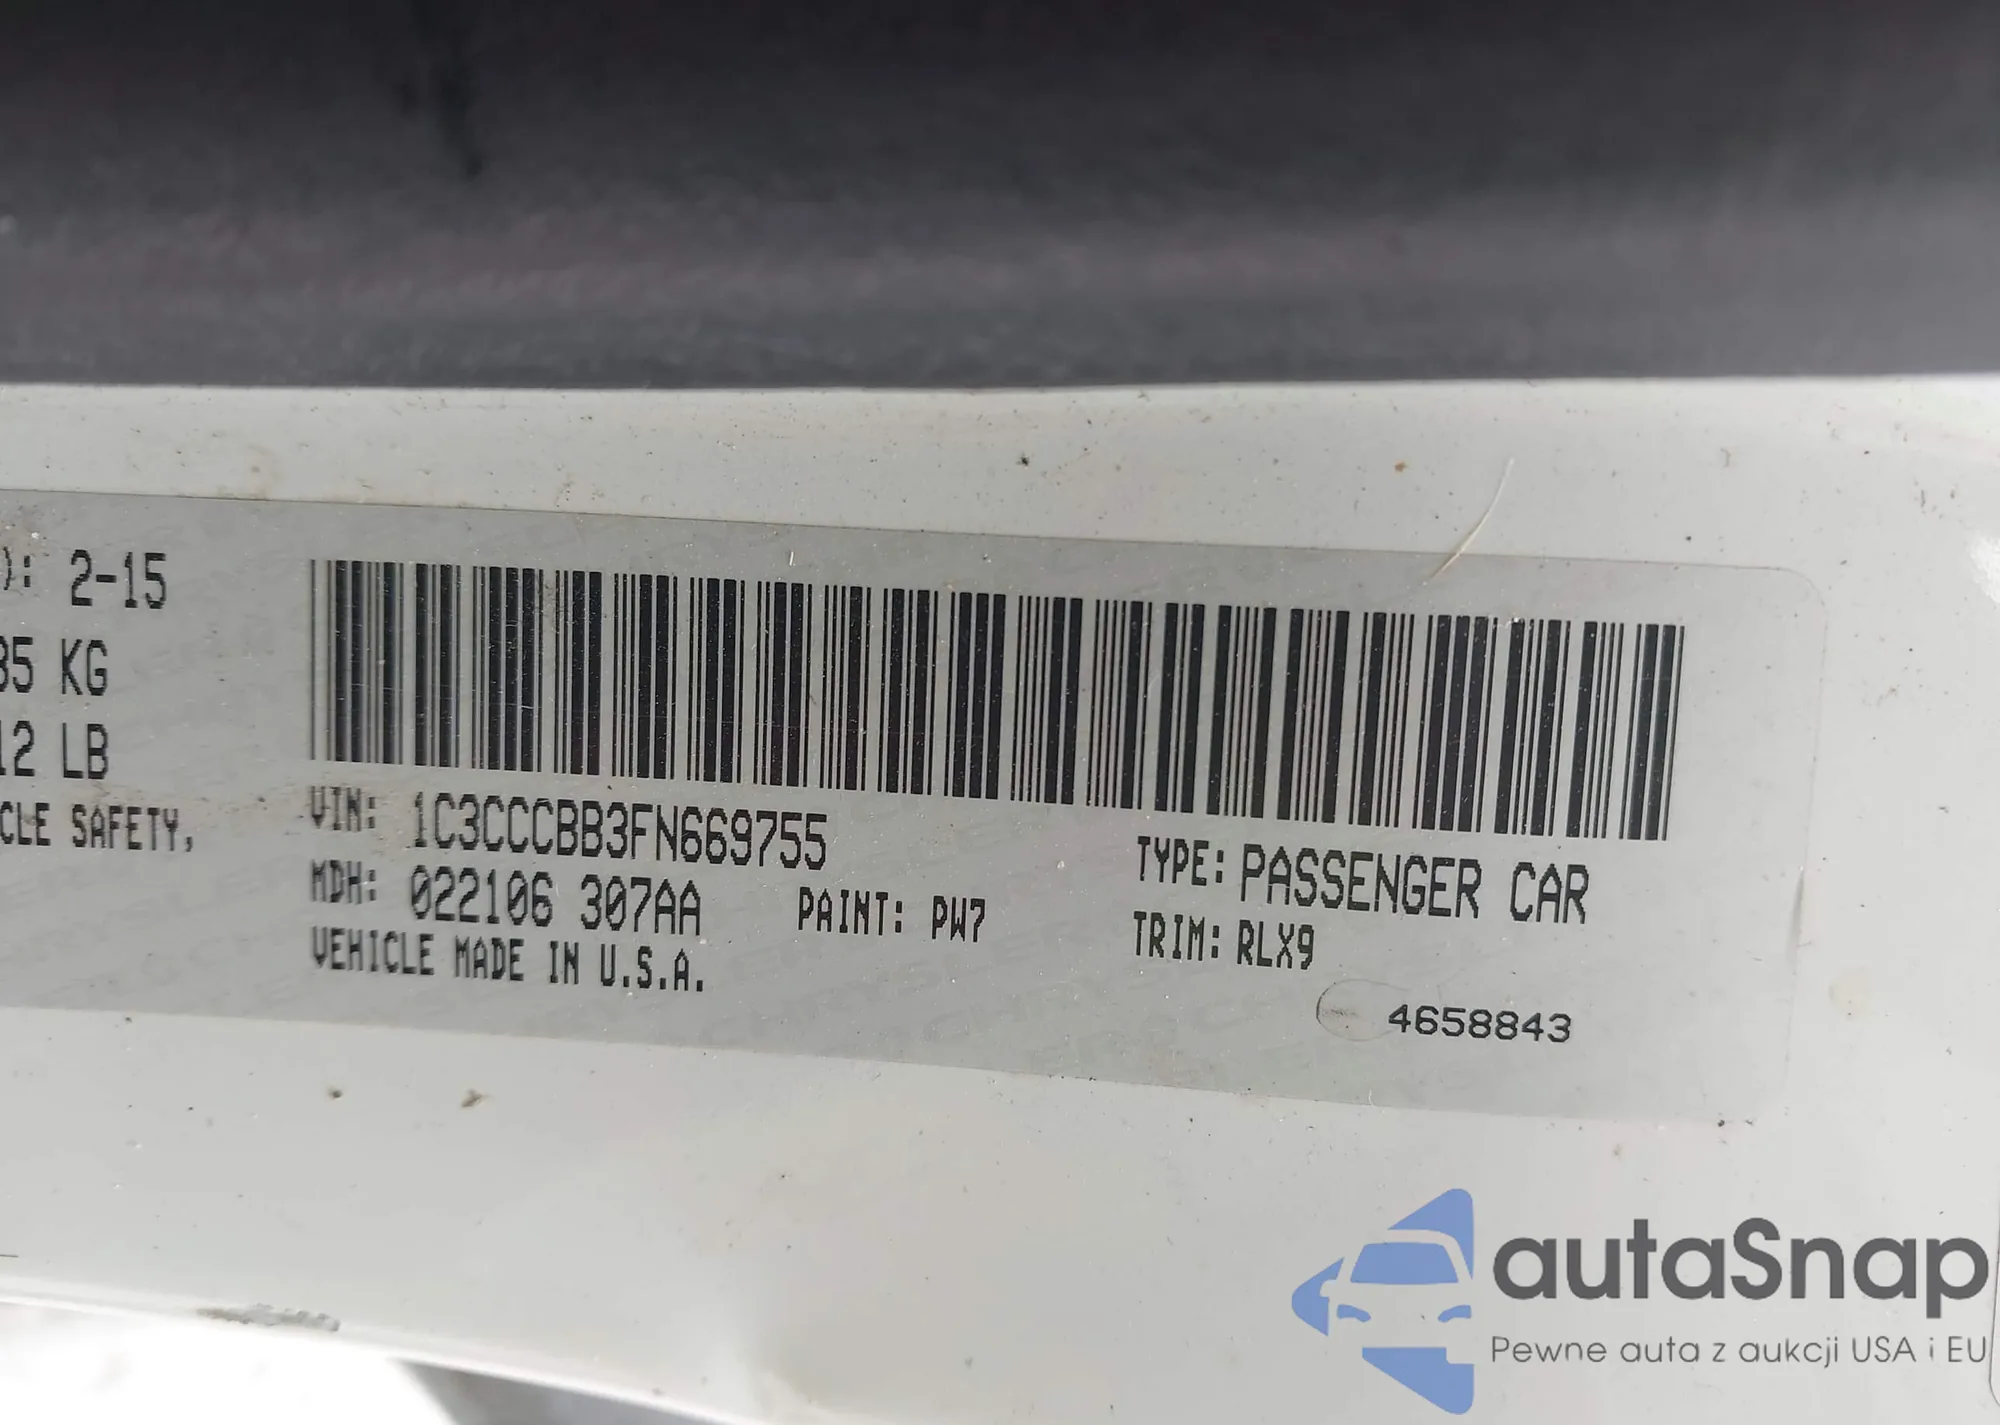 ): 2-15
35 KG
12 LB
CLE SAFETY,
VIN: 1C3CCCBB3FN669755
MDH: 022106 307AA PAINT: PW7
VEHICLE MADE IN U.S.A.
TYPE: PASSENGER CAR
TRIM: RLX9
4658843
autaSnap
Pewne auta z aukcji USA i EU